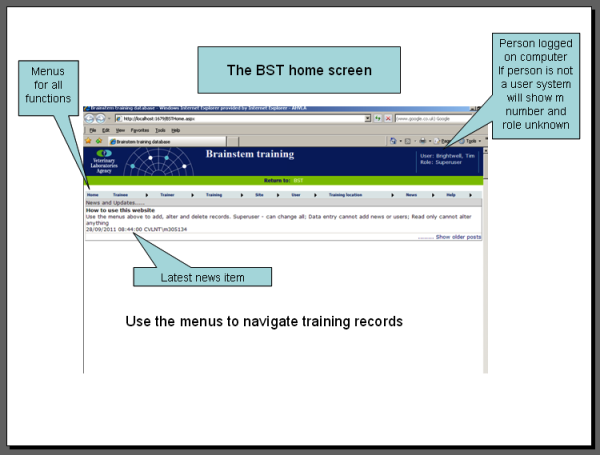 The BST home screen
Person logged
on computer
If person is not
a user system
will show m
number and
role unknown
Menus
for all
functions
Brainstem training database - Windows Internet Explorer provided by Internet Explorer - AHVLA
http://localhost:1679/BSTHome.aspx
File Edit View Favorites Tools Help
Brainstem training database
Veterinary
Laboratories
Agency
Brainstem training
User: Brightwell, Tim
Role: Superuser
Return to: BST
Home Trainee Trainer Training Site User Training location News Help
News and Updates.....
How to use this website
Use the menus above to add, alter and delete records. Superuser - can change all; Data entry cannot add news or users; Read only cannot alter
anything
28/09/2011 08:44:00 CVLNT\m305134
Show older posts
Latest news item
Use the menus to navigate training records